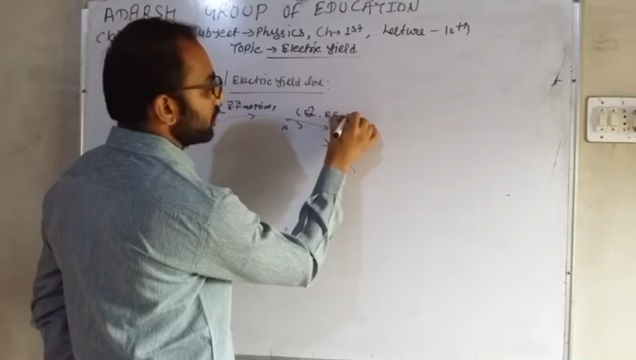 ADARSH GROUP OF EDUCATION
Subject → Physics, Ch → 1st, Lecture - 10th
Topic → Electric field
Electric field line :